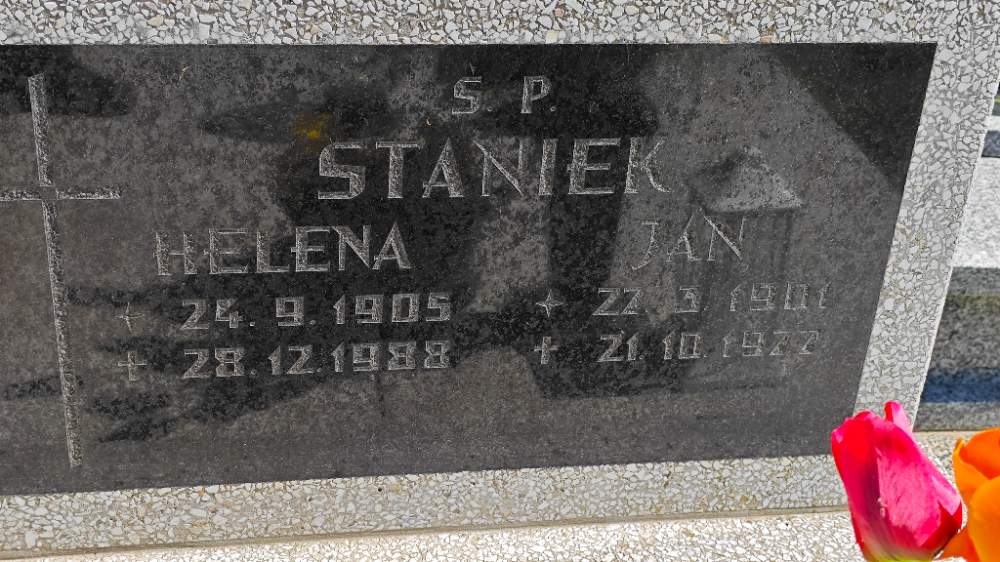 Ś. P.
STANIEK
HELENA JAN
24. 9. 1905 22. 3. 1901
28. 12. 1988 21. 10. 1977